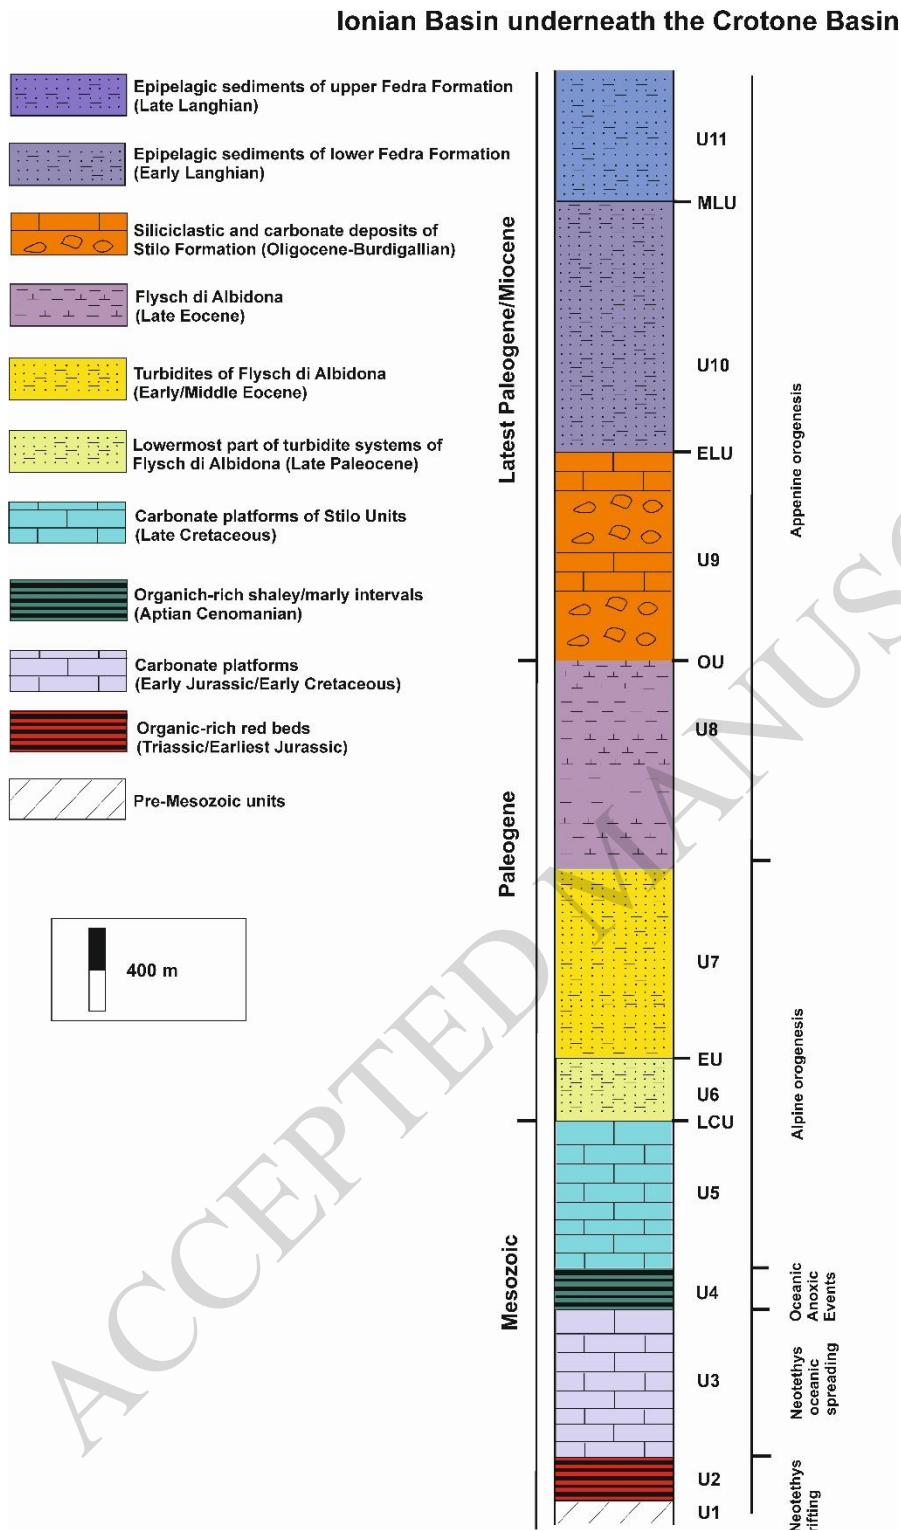 Ionian Basin underneath the Crotone Basin
Epipelagic sediments of upper Fedra Formation
(Late Langhian)
Epipelagic sediments of lower Fedra Formation
(Early Langhian)
Siliciclastic and carbonate deposits of
Stilo Formation (Oligocene-Burdigallian)
Flysch di Albidona
(Late Eocene)
Turbidites of Flysch di Albidona
(Early/Middle Eocene)
Lowermost part of turbidite systems of
Flysch di Albidona (Late Paleocene)
Carbonate platforms of Stilo Units
(Late Cretaceous)
Organich-rich shaley/marly intervals
(Aptian Cenomanian)
Carbonate platforms
(Early Jurassic/Early Cretaceous)
Organic-rich red beds
(Triassic/Earliest Jurassic)
Pre-Mesozoic units
400 m
Latest Paleogene/Miocene
Paleogene
Mesozoic
U11
MLU
U10
ELU
U9
OU
U8
U7
EU
U6
LCU
U5
U4
U3
U2
U1
Appenine orogenesis
Alpine orogenesis
Oceanic
Anoxic
Events
Neotethys
oceanic
spreading
Neotethys
rifting
ACCEPTED MANUSC